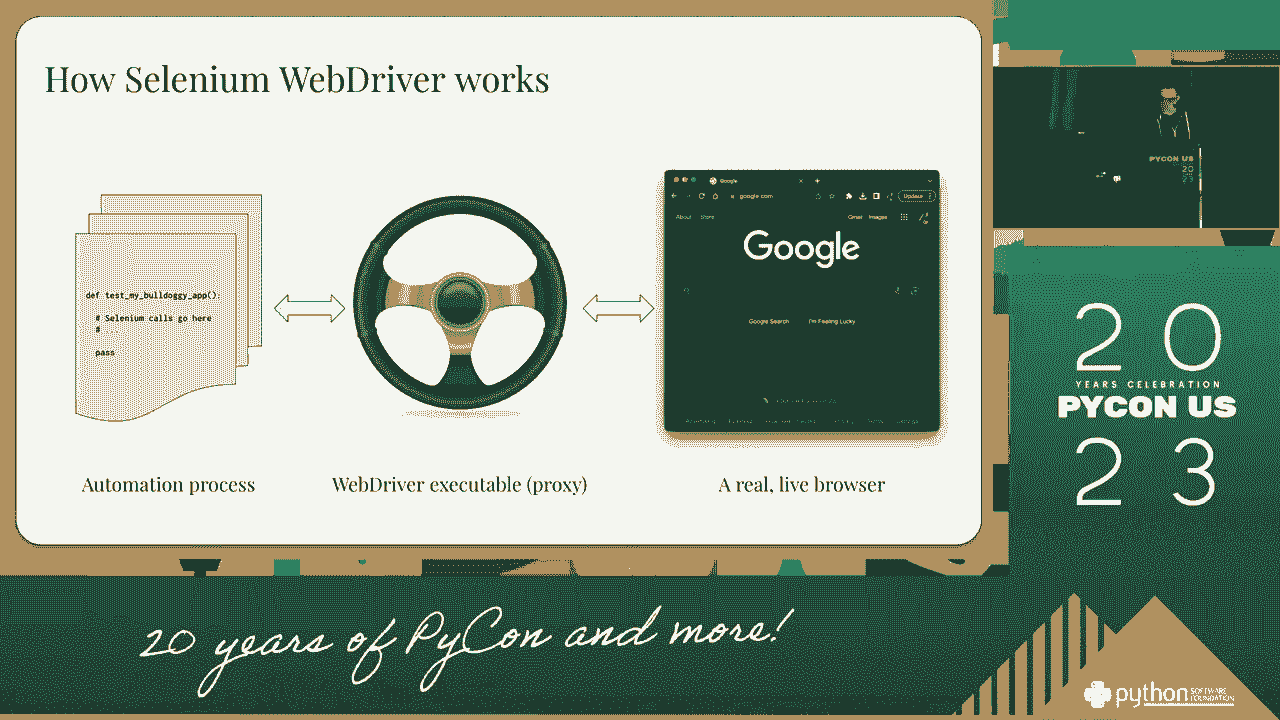 How Selenium WebDriver works
def test_my_bulldoggy_app():
# Selenium calls go here
#
pass
Automation process
WebDriver executable (proxy)
Google
google.com
Update
About Store
Gmail Images
Google
Google Search I'm Feeling Lucky
A real, live browser
PYCON US
20
23
20
YEARS CELEBRATION
PYCON US
23
20 years of PyCon and more!
python SOFTWARE
FOUNDATION